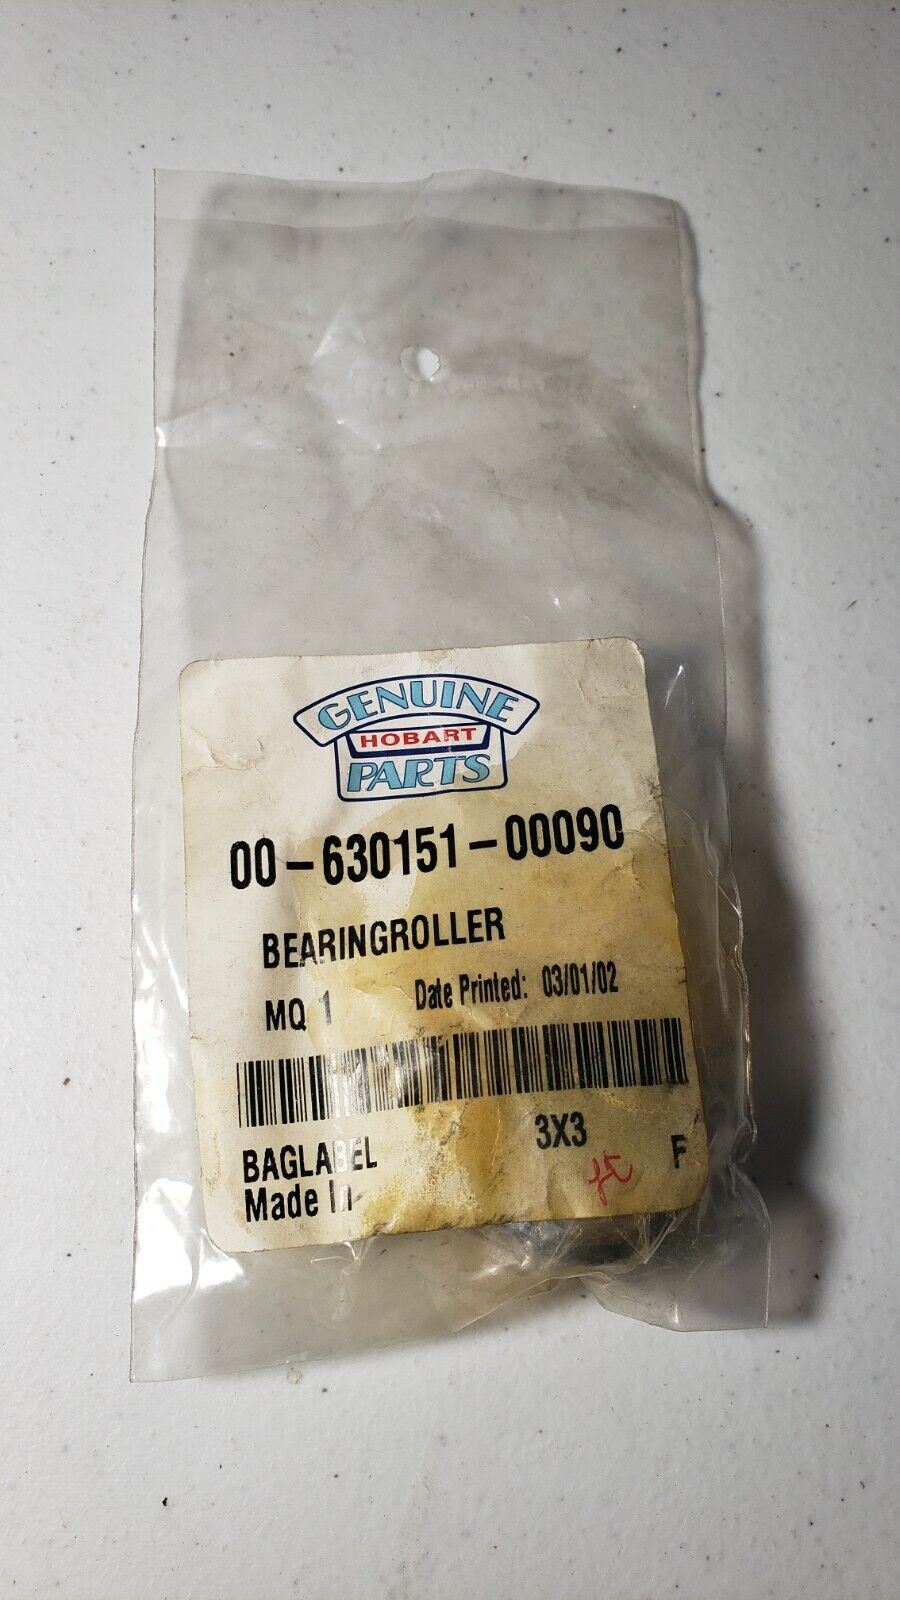 GENUINE
HOBART
PARTS
00-630151-00090
BEARINGROLLER
MQ 1 Date Printed: 03/01/02
BAGLABEL 3X3 F
Made In